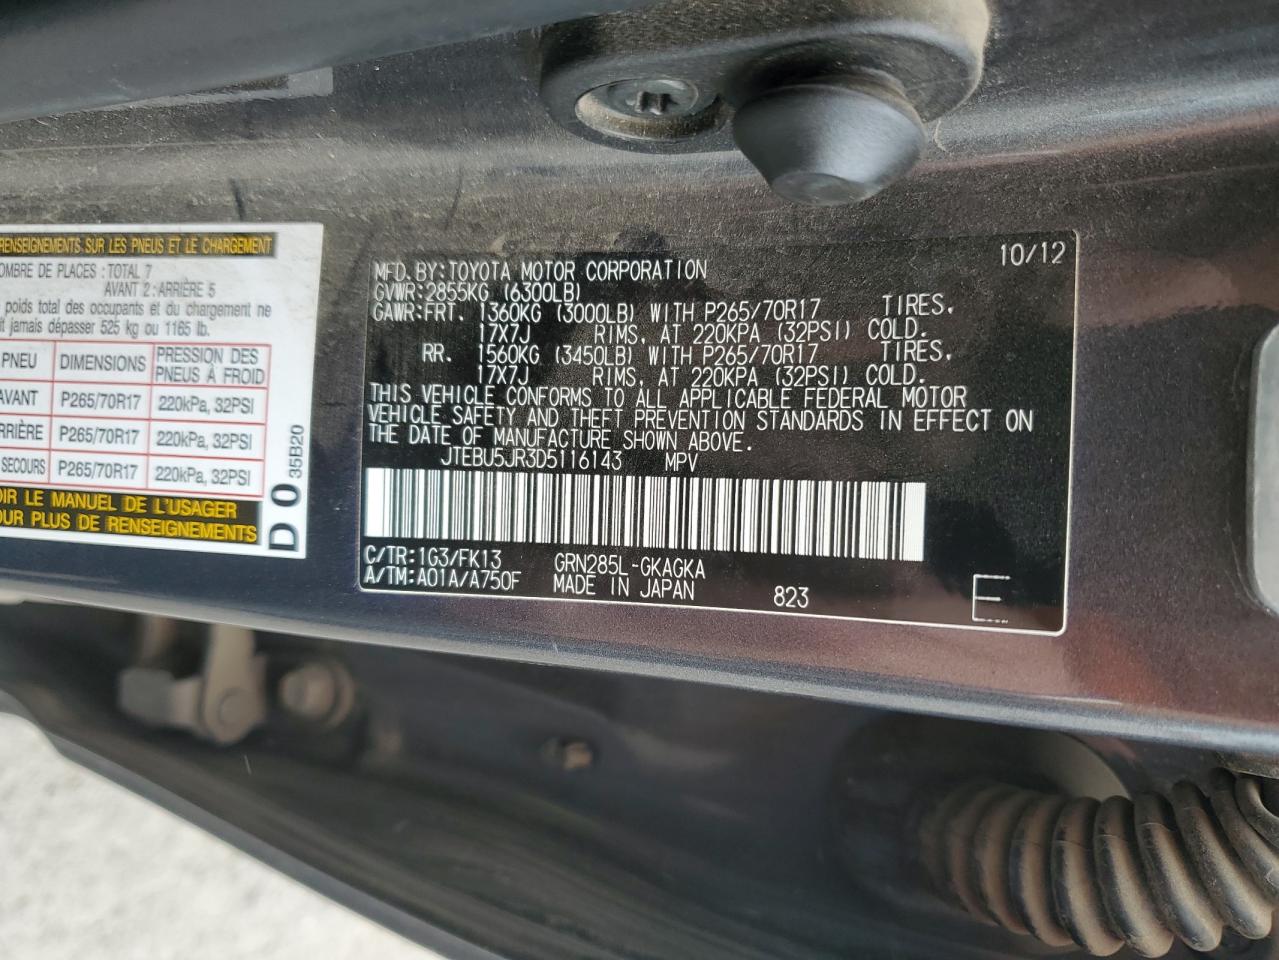 RENSEIGNEMENTS SUR LES PNEUS ET LE CHARGEMENT
NOMBRE DE PLACES : TOTAL 7
AVANT 2 : ARRIÈRE 5
poids total des occupants et du chargement ne
jamais dépasser 525 kg ou 1165 lb.
PNEU DIMENSIONS PRESSION DES PNEUS À FROID
AVANT P265/70R17 220kPa, 32PSI
ARRIÈRE P265/70R17 220kPa, 32PSI
SECOURS P265/70R17 220kPa, 32PSI
VOIR LE MANUEL DE L'USAGER
POUR PLUS DE RENSEIGNEMENTS
D 0 35B20
10/12
MFD.BY:TOYOTA MOTOR CORPORATION
GVWR:2855KG (6300LB)
GAWR:FRT. 1360KG (3000LB) WITH P265/70R17 TIRES.
17X7J RIMS, AT 220KPA (32PSI) COLD.
RR. 1560KG (3450LB) WITH P265/70R17 TIRES.
17X7J RIMS, AT 220KPA (32PSI) COLD.
THIS VEHICLE CONFORMS TO ALL APPLICABLE FEDERAL MOTOR
VEHICLE SAFETY AND THEFT PREVENTION STANDARDS IN EFFECT ON
THE DATE OF MANUFACTURE SHOWN ABOVE.
JTEBU5JR3D5116143 MPV
C/TR:1G3/FK13 GRN285L-GKAGKA
A/TM:A01A/A750F MADE IN JAPAN 823
E